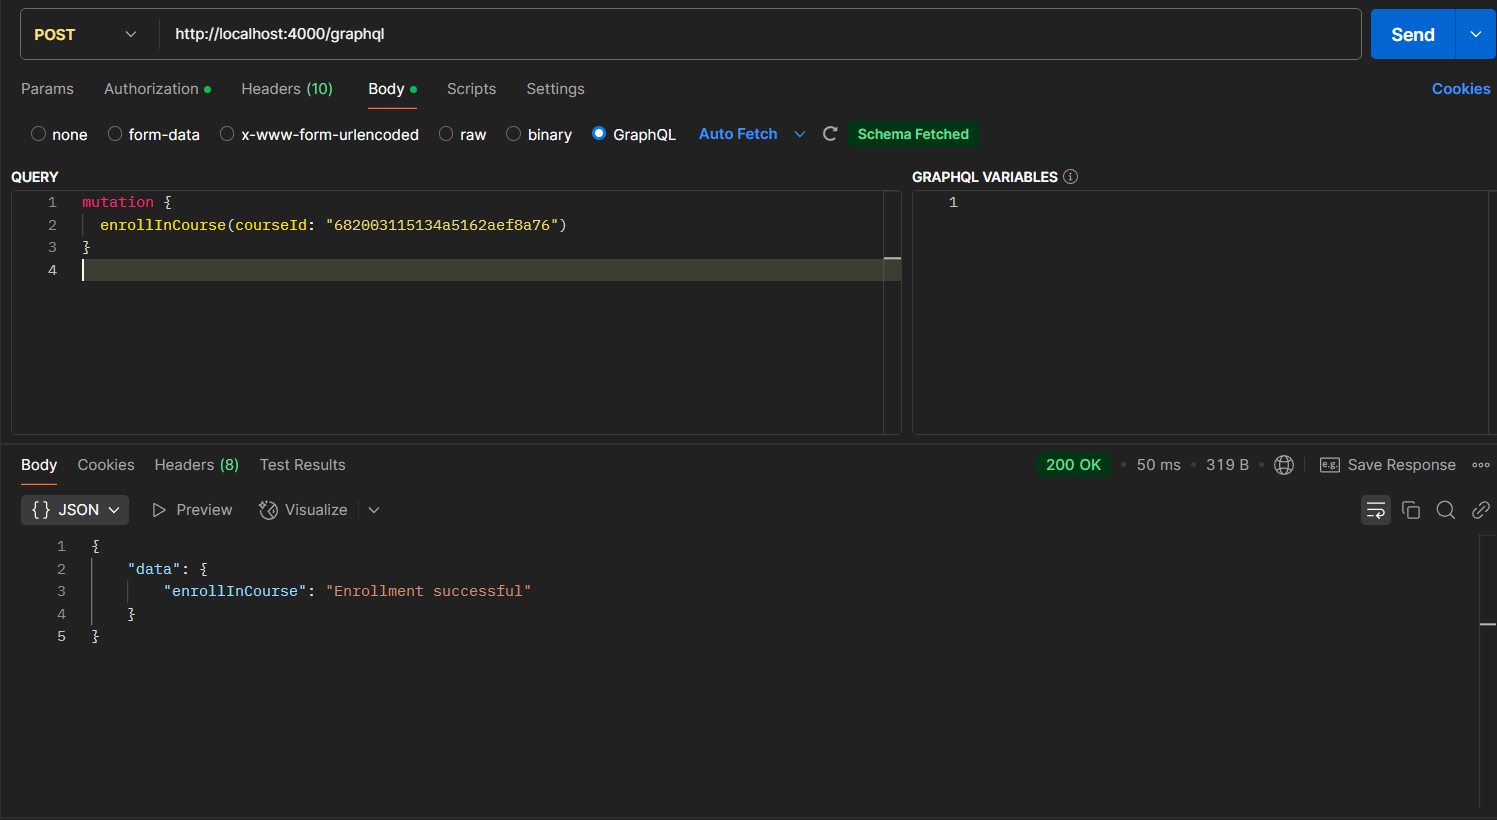 POST http://localhost:4000/graphql Send
Params Authorization Headers (10) Body Scripts Settings Cookies
none form-data x-www-form-urlencoded raw binary GraphQL Auto Fetch Schema Fetched
QUERY
1 mutation {
2 enrollInCourse(courseId: "682003115134a5162aef8a76")
3 }
4
GRAPHQL VARIABLES
1
Body Cookies Headers (8) Test Results 200 OK • 50 ms • 319 B • e.g. Save Response
{} JSON Preview Visualize
1 {
2 "data": {
3 "enrollInCourse": "Enrollment successful"
4 }
5 }